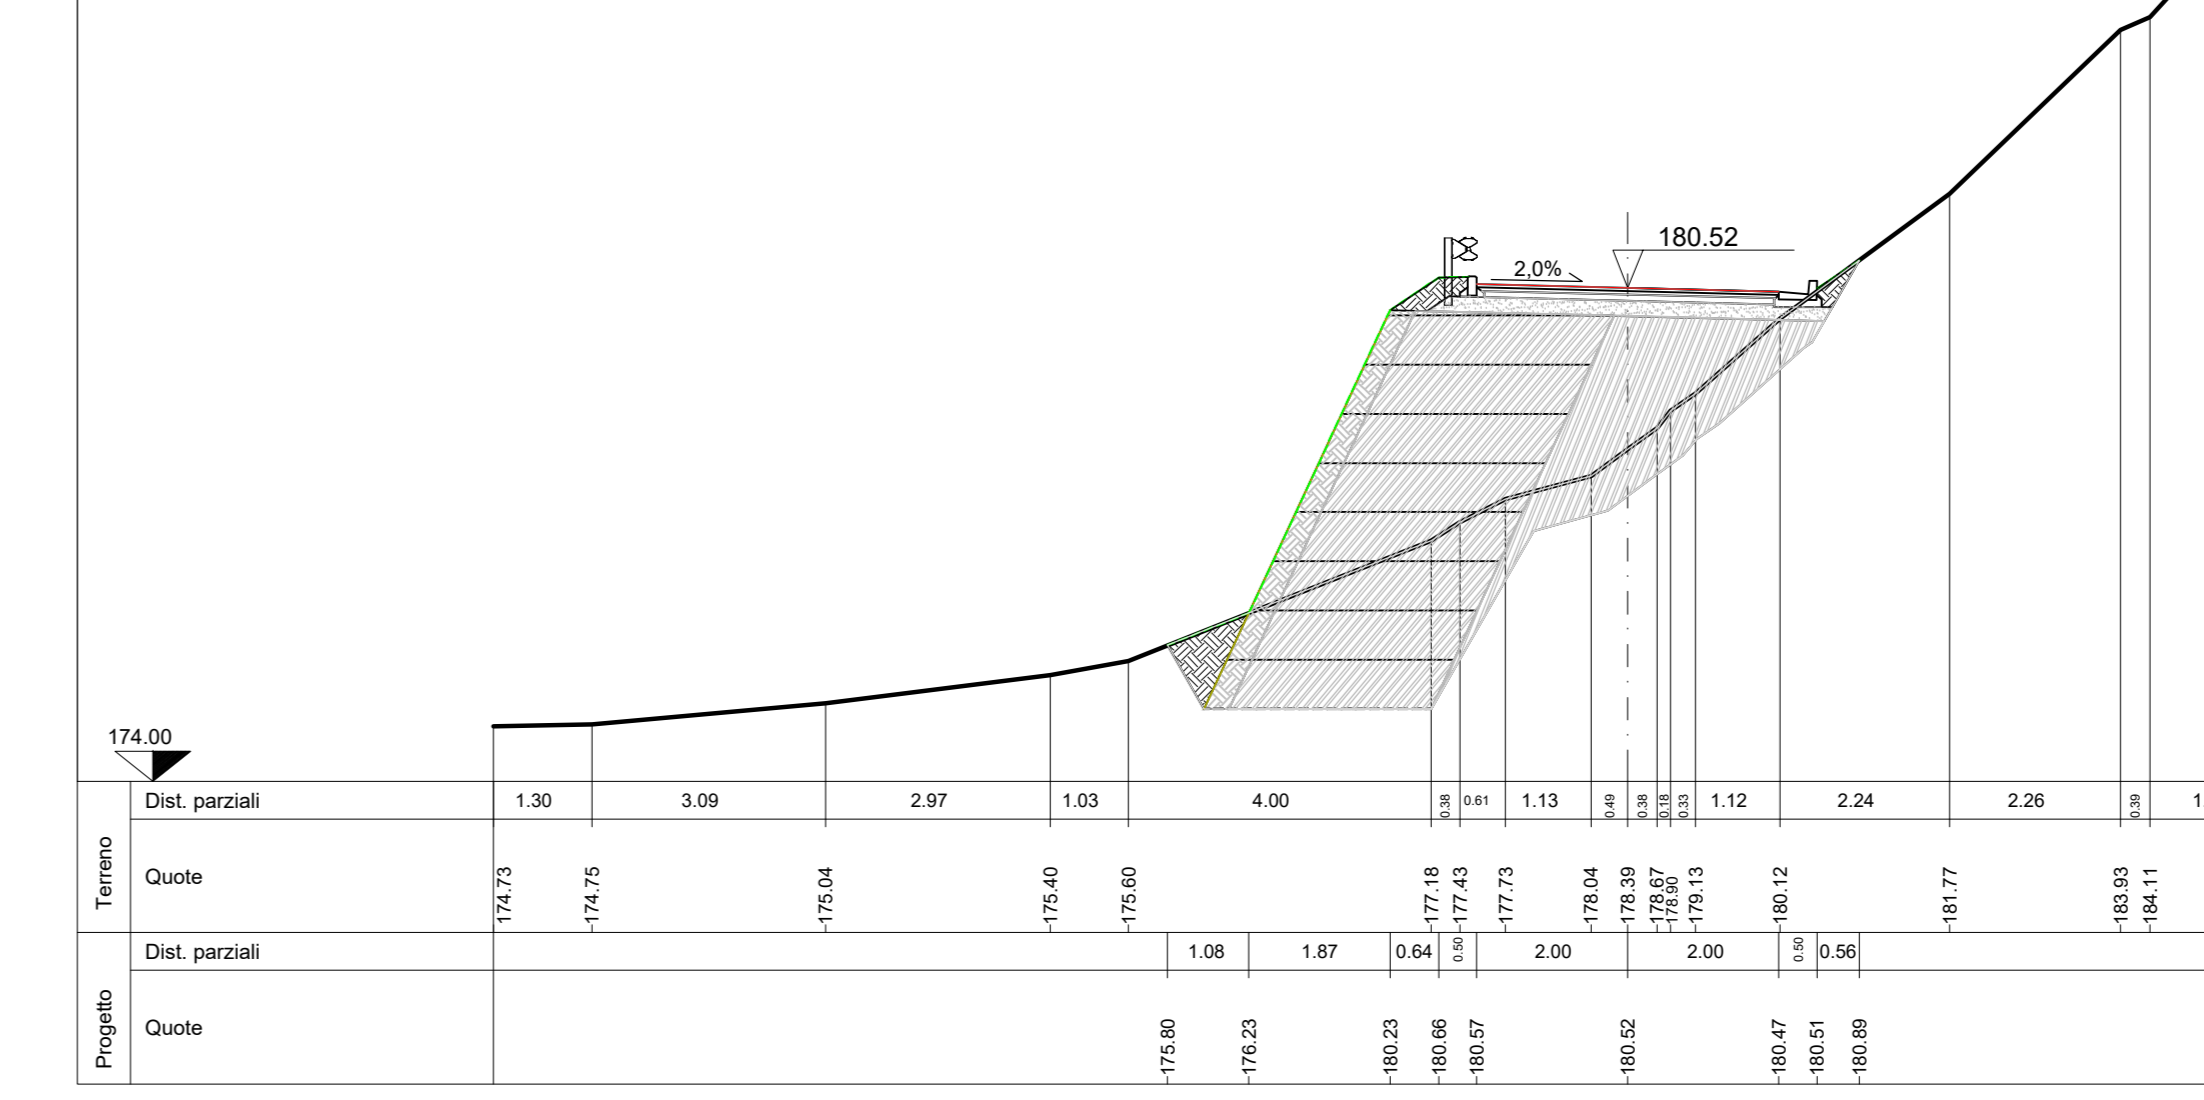 180.52
2,0%
174.00
Terreno
Dist. parziali
1.30 3.09 2.97 1.03 4.00 0.38 0.61 1.13 0.49 0.38 0.18 0.33 1.12 2.24 2.26 0.39
Quote
174.73 174.75 175.04 175.40 175.60 177.18 177.43 177.73 178.04 178.39 178.67 178.90 179.13 180.12 181.77 183.93 184.11
Progetto
Dist. parziali
1.08 1.87 0.64 0.50 2.00 2.00 0.50 0.56
Quote
175.80 176.23 180.23 180.66 180.57 180.52 180.47 180.51 180.89